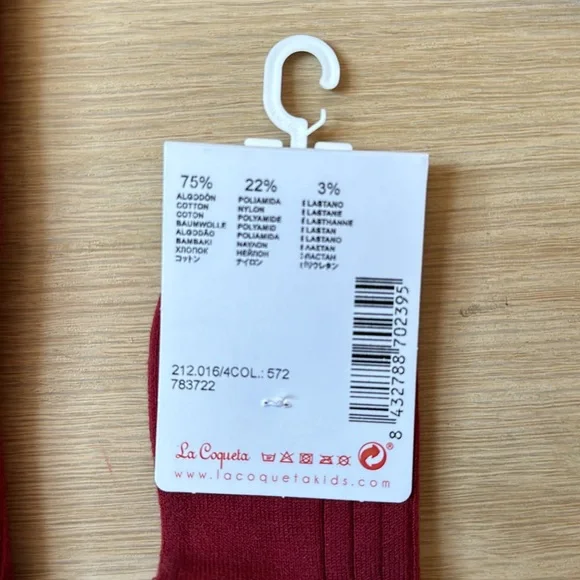 75% 22% 3%
ALGODÓN POLIAMIDA ELASTANO
COTTON NYLON ELASTANE
COTON POLYAMIDE ELASTHANNE
BAUMWOLLE POLYAMID ELASTAN
ALGODÃO POLIAMIDA ELASTANO
BAMBAKI ΝΑΥΛΟΝ ΕΛΑΣΤΑΝ
ХЛОПОК НЕЙЛОН ЭЛАСТАН
コットン ナイロン ポリウレタン
212.016/4COL.: 572
783722
8 432788 702395
La Coqueta
www.lacoquetakids.com